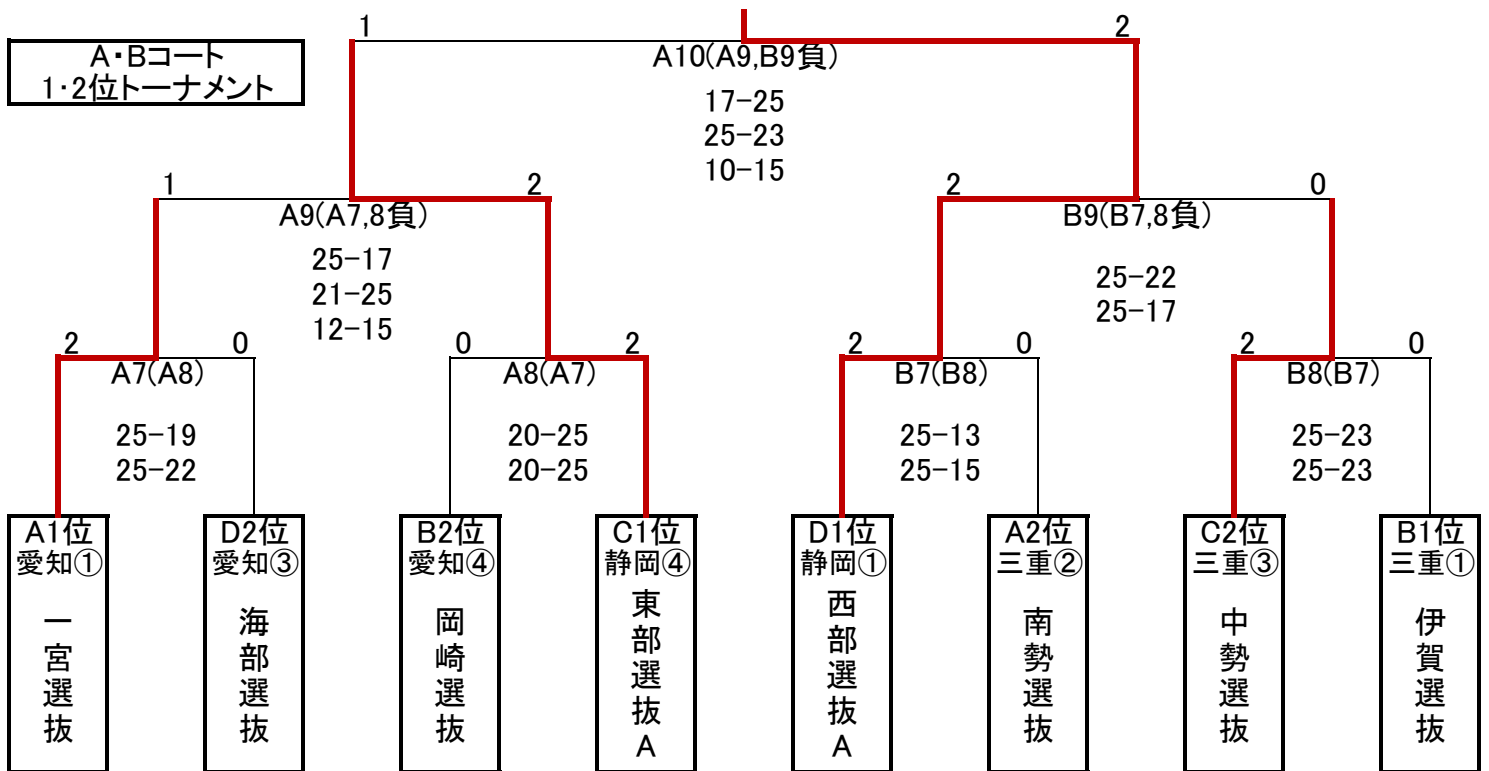 A・Bコート
1・2位トーナメント
1
2
A10(A9,B9負)
17-25
25-23
10-15
1
2
A9(A7,8負)
25-17
21-25
12-15
2
0
B9(B7,8負)
25-22
25-17
2
0
A7(A8)
25-19
25-22
0
2
A8(A7)
20-25
20-25
2
0
B7(B8)
25-13
25-15
2
0
B8(B7)
25-23
25-23
A1位
愛知①
一宮選抜
D2位
愛知③
海部選抜
B2位
愛知④
岡崎選抜
C1位
静岡④
東部選抜A
D1位
静岡①
西部選抜A
A2位
三重②
南勢選抜
C2位
三重③
中勢選抜
B1位
三重①
伊賀選抜